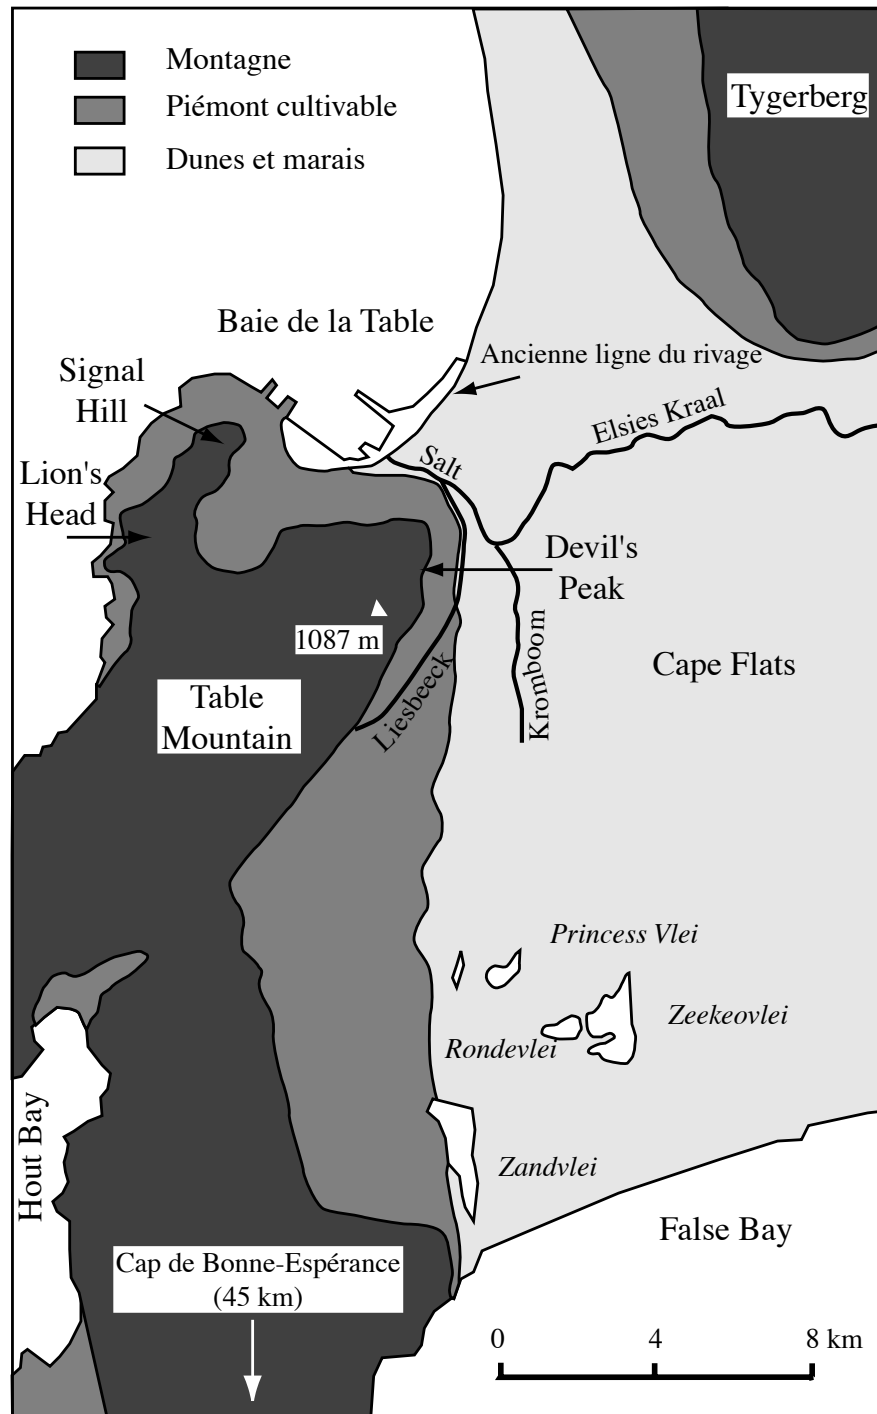 Montagne
Piémont cultivable
Dunes et marais
Tygerberg
Baie de la Table
Ancienne ligne du rivage
Signal
Hill
Elsies Kraal
Salt
Lion's
Head
Devil's
Peak
1087 m
Kromboom
Liesbeeck
Cape Flats
Table
Mountain
Princess Vlei
Zeekeovlei
Rondevlei
Hout Bay
Zandvlei
False Bay
Cap de Bonne-Espérance
(45 km)
0 4 8 km